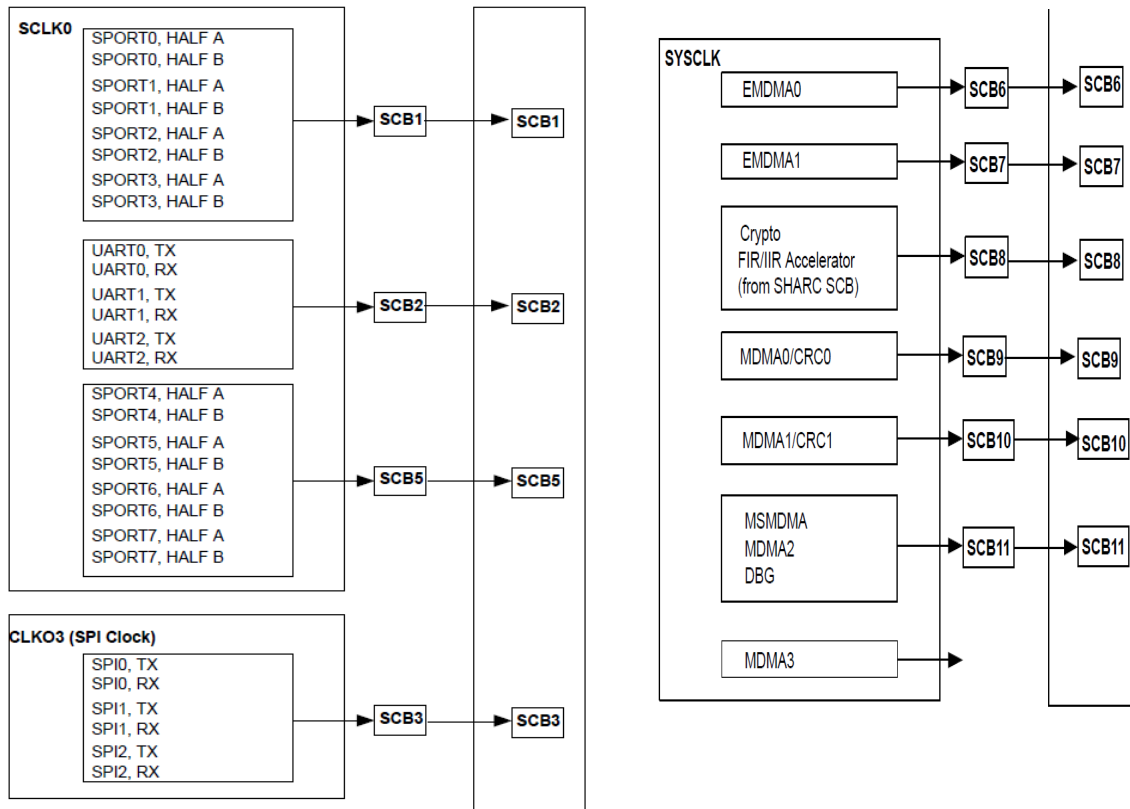 SCLK0
SPORT0, HALF A
SPORT0, HALF B
SPORT1, HALF A
SPORT1, HALF B
SPORT2, HALF A
SPORT2, HALF B
SPORT3, HALF A
SPORT3, HALF B
SCB1
SCB1
UART0, TX
UART0, RX
UART1, TX
UART1, RX
UART2, TX
UART2, RX
SCB2
SCB2
SPORT4, HALF A
SPORT4, HALF B
SPORT5, HALF A
SPORT5, HALF B
SPORT6, HALF A
SPORT6, HALF B
SPORT7, HALF A
SPORT7, HALF B
SCB5
SCB5
CLKO3 (SPI Clock)
SPI0, TX
SPI0, RX
SPI1, TX
SPI1, RX
SPI2, TX
SPI2, RX
SCB3
SCB3
SYSCLK
EMDMA0
SCB6
SCB6
EMDMA1
SCB7
SCB7
Crypto
FIR/IIR Accelerator
(from SHARC SCB)
SCB8
SCB8
MDMA0/CRC0
SCB9
SCB9
MDMA1/CRC1
SCB10
SCB10
MSMDMA
MDMA2
DBG
SCB11
SCB11
MDMA3